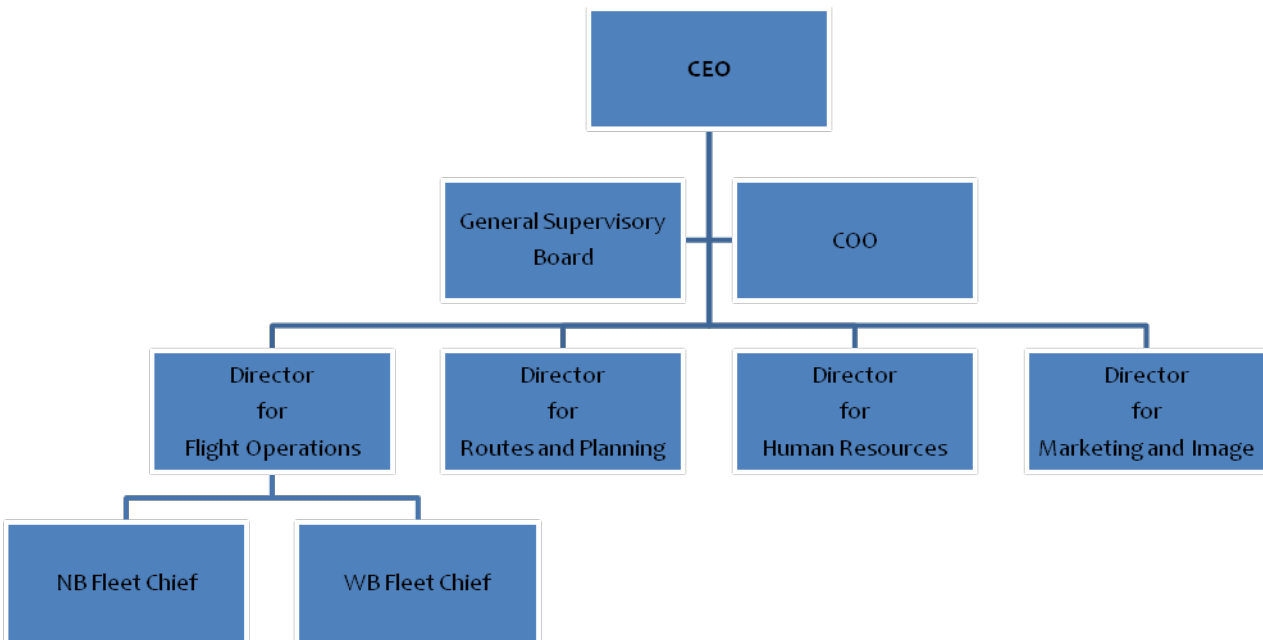 CEO
General Supervisory
Board
COO
Director
for
Flight Operations
Director
for
Routes and Planning
Director
for
Human Resources
Director
for
Marketing and Image
NB Fleet Chief
WB Fleet Chief